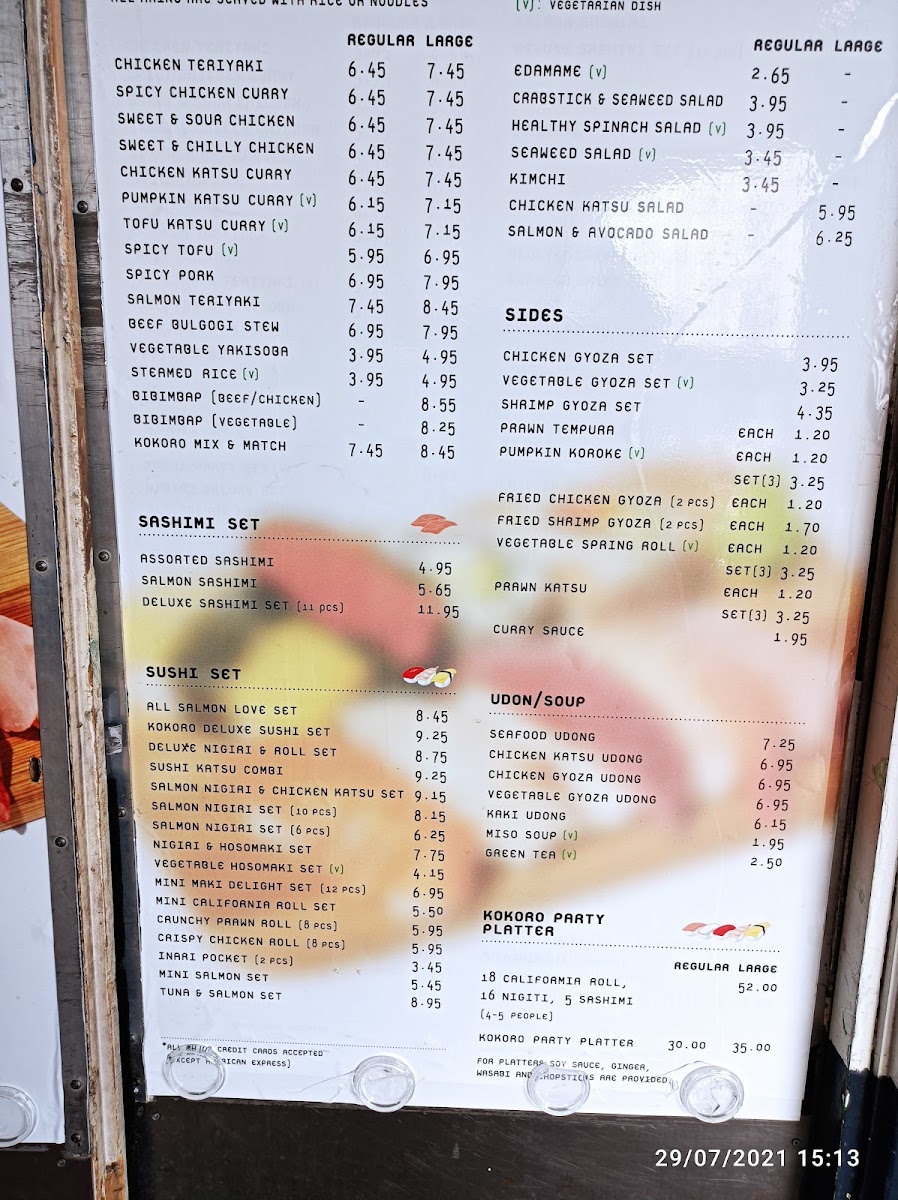 ALL MAINS ARE SERVED WITH RICE OR NOODLES
REGULAR LARGE
CHICKEN TERIYAKI 6.45 7.45
SPICY CHICKEN CURRY 6.45 7.45
SWEET & SOUR CHICKEN 6.45 7.45
SWEET & CHILLY CHICKEN 6.45 7.45
CHICKEN KATSU CURRY 6.45 7.45
PUMPKIN KATSU CURRY (V) 6.15 7.15
TOFU KATSU CURRY (V) 6.15 7.15
SPICY TOFU (V) 5.95 6.95
SPICY PORK 6.95 7.95
SALMON TERIYAKI 7.45 8.45
BEEF BULGOGI STEW 6.95 7.95
VEGETABLE YAKISOBA 3.95 4.95
STEAMED RICE (V) 3.95 4.95
BIBIMBAP (BEEF/CHICKEN) - 8.55
BIBIMBAP (VEGETABLE) - 8.25
KOKORO MIX & MATCH 7.45 8.45
SASHIMI SET
ASSORTED SASHIMI 4.95
SALMON SASHIMI 5.65
DELUXE SASHIMI SET (11 PCS) 11.95
SUSHI SET
ALL SALMON LOVE SET 8.45
KOKORO DELUXE SUSHI SET 9.25
DELUXE NIGIRI & ROLL SET 8.75
SUSHI KATSU COMBI 9.25
SALMON NIGIRI & CHICKEN KATSU SET 9.15
SALMON NIGIRI SET (10 PCS) 8.15
SALMON NIGIRI SET (6 PCS) 6.25
NIGIRI & HOSOMAKI SET 7.75
VEGETABLE HOSOMAKI SET (V) 4.15
MINI MAKI DELIGHT SET (12 PCS) 6.95
MINI CALIFORNIA ROLL SET 5.50
CRUNCHY PRAWN ROLL (8 PCS) 5.95
CRISPY CHICKEN ROLL (8 PCS) 5.95
INARI POCKET (2 PCS) 3.45
MINI SALMON SET 5.45
TUNA & SALMON SET 8.95
CREDIT CARDS ACCEPTED
(V): VEGETARIAN DISH
REGULAR LARGE
EDAMAME (V) 2.65 -
CRABSTICK & SEAWEED SALAD 3.95 -
HEALTHY SPINACH SALAD (V) 3.95 -
SEAWEED SALAD (V) 3.45 -
KIMCHI 3.45 -
CHICKEN KATSU SALAD - 5.95
SALMON & AVOCADO SALAD - 6.25
SIDES
CHICKEN GYOZA SET 3.95
VEGETABLE GYOZA SET (V) 3.25
SHRIMP GYOZA SET 4.35
PRAWN TEMPURA EACH 1.20
PUMPKIN KOROKE (V) EACH 1.20
SET(3) 3.25
FRIED CHICKEN GYOZA (2 PCS) EACH 1.20
FRIED SHRIMP GYOZA (2 PCS) EACH 1.70
VEGETABLE SPRING ROLL (V) EACH 1.20
SET(3) 3.25
PRAWN KATSU EACH 1.20
SET(3) 3.25
CURRY SAUCE 1.95
UDON/SOUP
SEAFOOD UDONG 7.25
CHICKEN KATSU UDONG 6.95
CHICKEN GYOZA UDONG 6.95
VEGETABLE GYOZA UDONG 6.95
KAKI UDONG 6.15
MISO SOUP (V) 1.95
GREEN TEA (V) 2.50
KOKORO PARTY
PLATTER
REGULAR LARGE
18 CALIFORMIA ROLL, 52.00
16 NIGITI, 5 SASHIMI
(4-5 PEOPLE)
KOKORO PARTY PLATTER 30.00 35.00
FOR PLATTERS SOY SAUCE, GINGER,
WASABI AND CHOPSTICKS ARE PROVIDED
29/07/2021 15:13